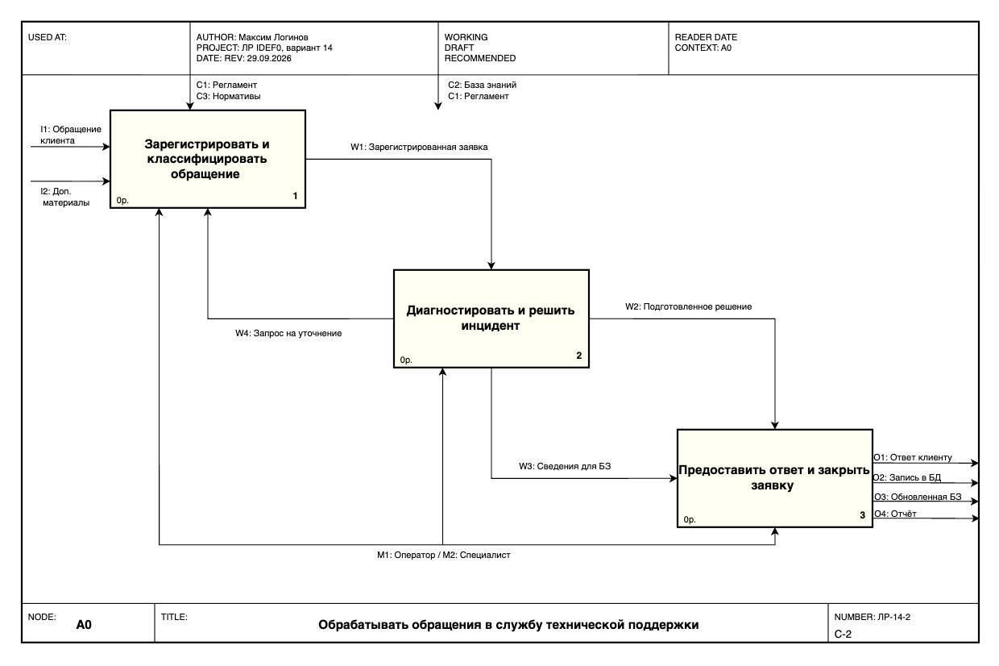 USED AT:
AUTHOR: Максим Логинов
PROJECT: ЛР IDEF0, вариант 14
DATE: REV: 29.09.2026
WORKING
DRAFT
RECOMMENDED
READER DATE
CONTEXT: A0
C1: Регламент
C3: Нормативы
C2: База знаний
C1: Регламент
I1: Обращение
клиента
I2: Доп.
материалы
Зарегистрировать и
классифицировать
обращение
0р.
1
W1: Зарегистрированная заявка
Диагностировать и решить
инцидент
0р.
2
W2: Подготовленное решение
W4: Запрос на уточнение
W3: Сведения для БЗ
Предоставить ответ и закрыть
заявку
0р.
3
O1: Ответ клиенту
O2: Запись в БД
O3: Обновленная БЗ
O4: Отчёт
M1: Оператор / M2: Специалист
NODE:
A0
TITLE:
Обрабатывать обращения в службу технической поддержки
NUMBER: ЛР-14-2
C-2